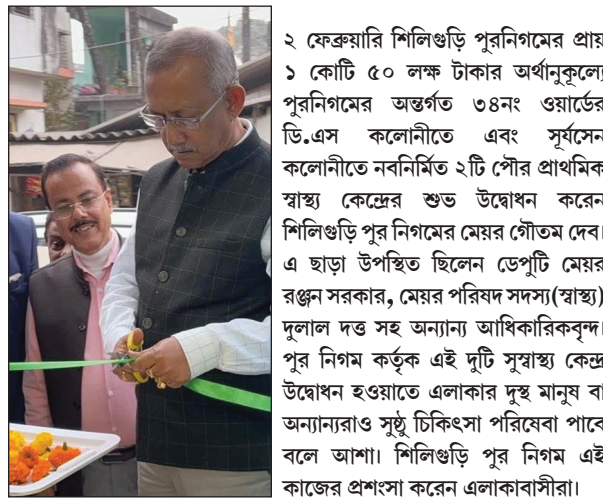 ২ ফেব্রুয়ারি শিলিগুড়ি পুরনিগমের প্রায়
১ কোটি ৫০ লক্ষ টাকার অর্থানুকূল্যে
পুরনিগমের অন্তর্গত ৩৪নং ওয়ার্ডের
ডি.এস কলোনীতে এবং সূর্যসেন
কলোনীতে নবনির্মিত ২টি পৌর প্রাথমিক
স্বাস্থ্য কেন্দ্রের শুভ উদ্বোধন করেন
শিলিগুড়ি পুর নিগমের মেয়র গৌতম দেব।
এ ছাড়া উপস্থিত ছিলেন ডেপুটি মেয়র
রঞ্জন সরকার, মেয়র পরিষদ সদস্য(স্বাস্থ্য)
দুলাল দত্ত সহ অন্যান্য আধিকারিকবৃন্দ।
পুর নিগম কর্তৃক এই দুটি সুস্বাস্থ্য কেন্দ্র
উদ্বোধন হওয়াতে এলাকার দুস্থ মানুষ বা
অন্যান্যরাও সুষ্ঠু চিকিৎসা পরিষেবা পাবে
বলে আশা। শিলিগুড়ি পুর নিগম এই
কাজের প্রশংসা করেন এলাকাবাসীরা।